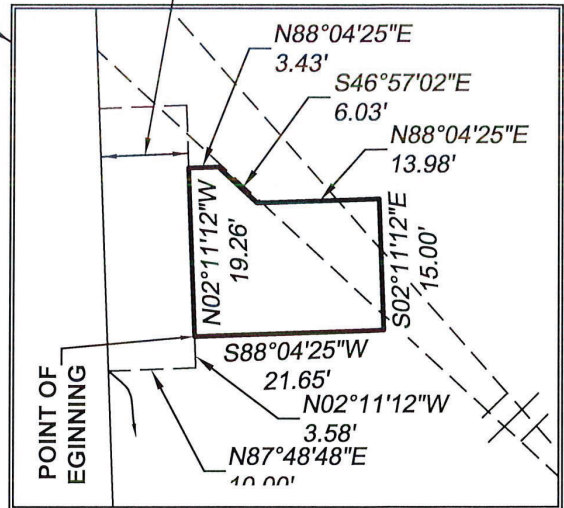 N88°04'25"E
3.43'
S46°57'02"E
6.03'
N88°04'25"E
13.98'
N02°11'12"W
19.26'
S02°11'12"E
15.00'
S88°04'25"W
21.65'
N02°11'12"W
3.58'
N87°48'48"E
10.00'
POINT OF
EGINNING